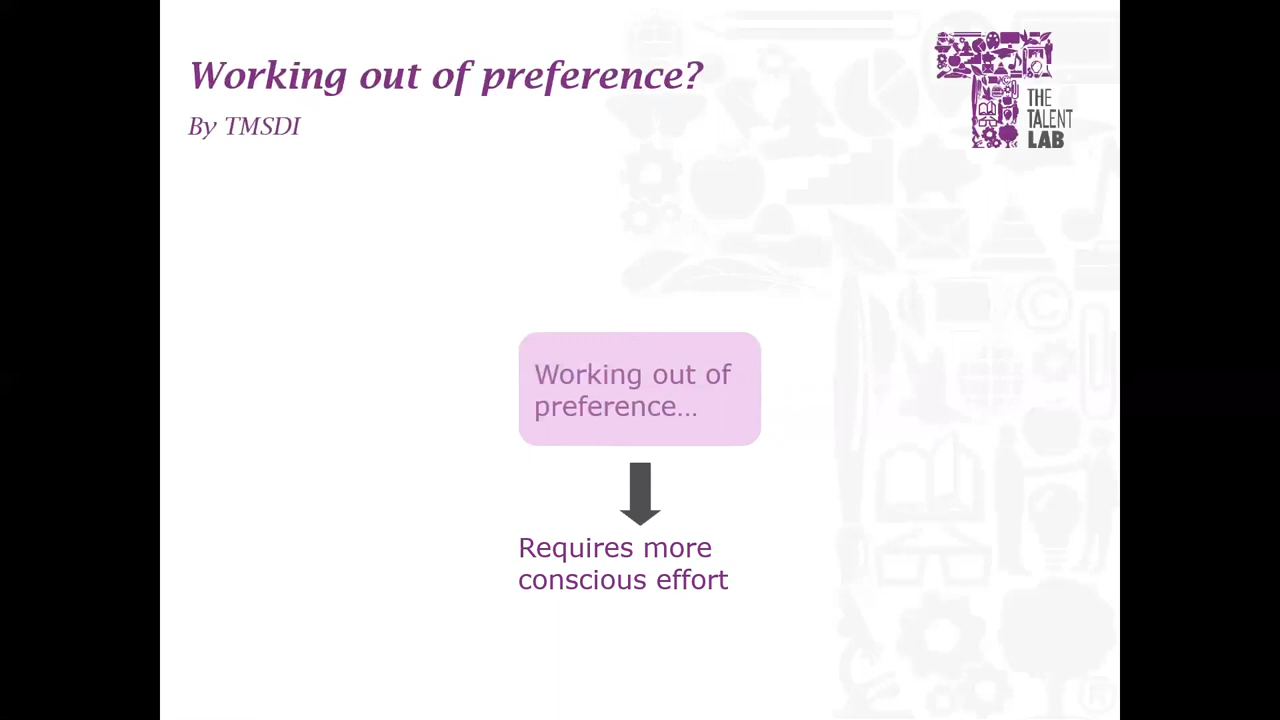 Working out of preference?
By TMSDI
THE
TALENT
LAB
Working out of
preference…
Requires more
conscious effort